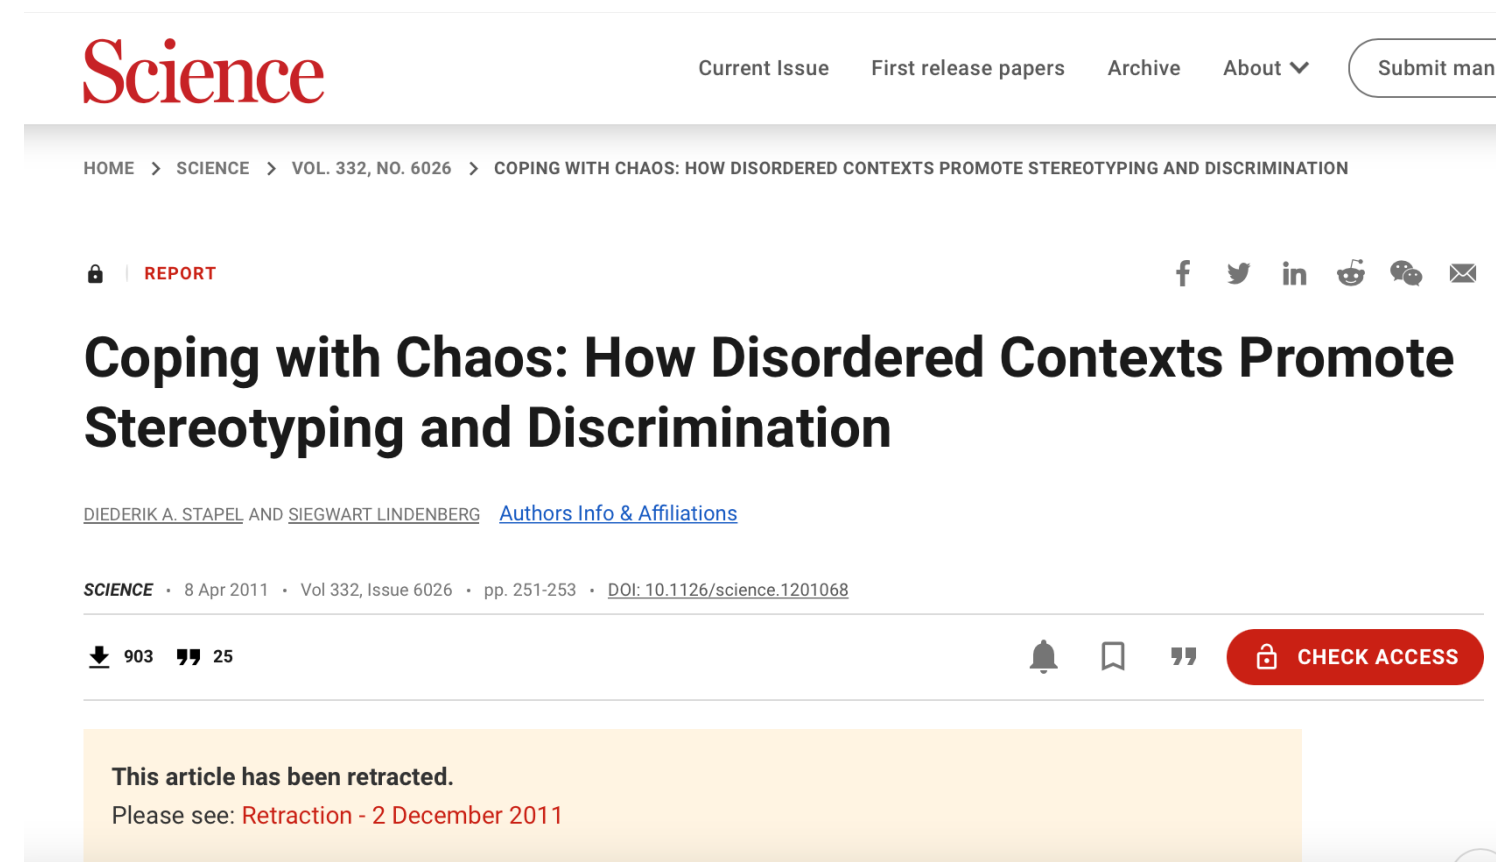 Science
Current Issue First release papers Archive About Submit man
HOME > SCIENCE > VOL. 332, NO. 6026 > COPING WITH CHAOS: HOW DISORDERED CONTEXTS PROMOTE STEREOTYPING AND DISCRIMINATION
REPORT
Coping with Chaos: How Disordered Contexts Promote
Stereotyping and Discrimination
DIEDERIK A. STAPEL AND SIEGWART LINDENBERG Authors Info & Affiliations
SCIENCE • 8 Apr 2011 • Vol 332, Issue 6026 • pp. 251-253 • DOI: 10.1126/science.1201068
903 25
CHECK ACCESS
This article has been retracted.
Please see: Retraction - 2 December 2011